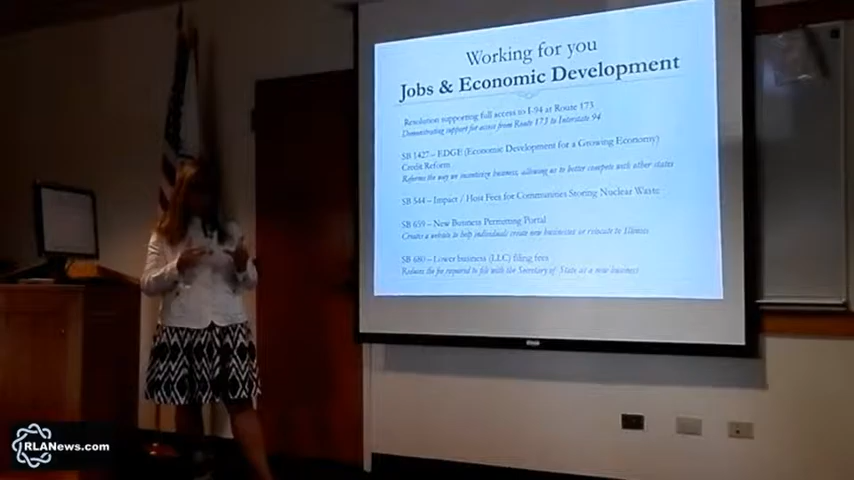 Working for you
Jobs & Economic Development
Resolution supporting full access to I-94 at Route 173
Demonstrating support for access from Route 173 to Interstate 94
SB 1427 – EDGE (Economic Development for a Growing Economy)
Credit Reform
Reforms the way we incentivize business, allowing us to better compete with other states
SB 544 – Impact / Host Fees for Communities Storing Nuclear Waste
SB 659 – New Business Permitting Portal
Creates a website to help individuals create new businesses or relocate to Illinois
SB 680 – Lower business (LLC) filing fees
Reduces the fee required to file with the Secretary of State as a new business
RLANews.com